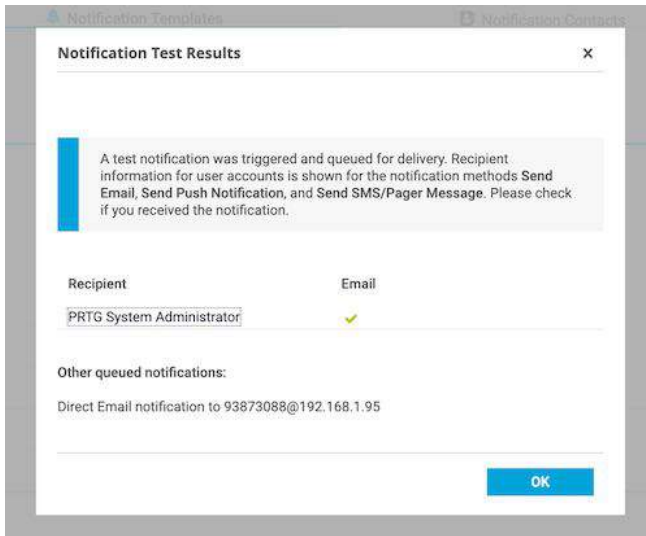 Notification Templates
Notification Contacts
Notification Test Results
A test notification was triggered and queued for delivery. Recipient
information for user accounts is shown for the notification methods Send
Email, Send Push Notification, and Send SMS/Pager Message. Please check
if you received the notification.
Recipient Email
PRTG System Administrator
Other queued notifications:
Direct Email notification to 93873088@192.168.1.95
OK